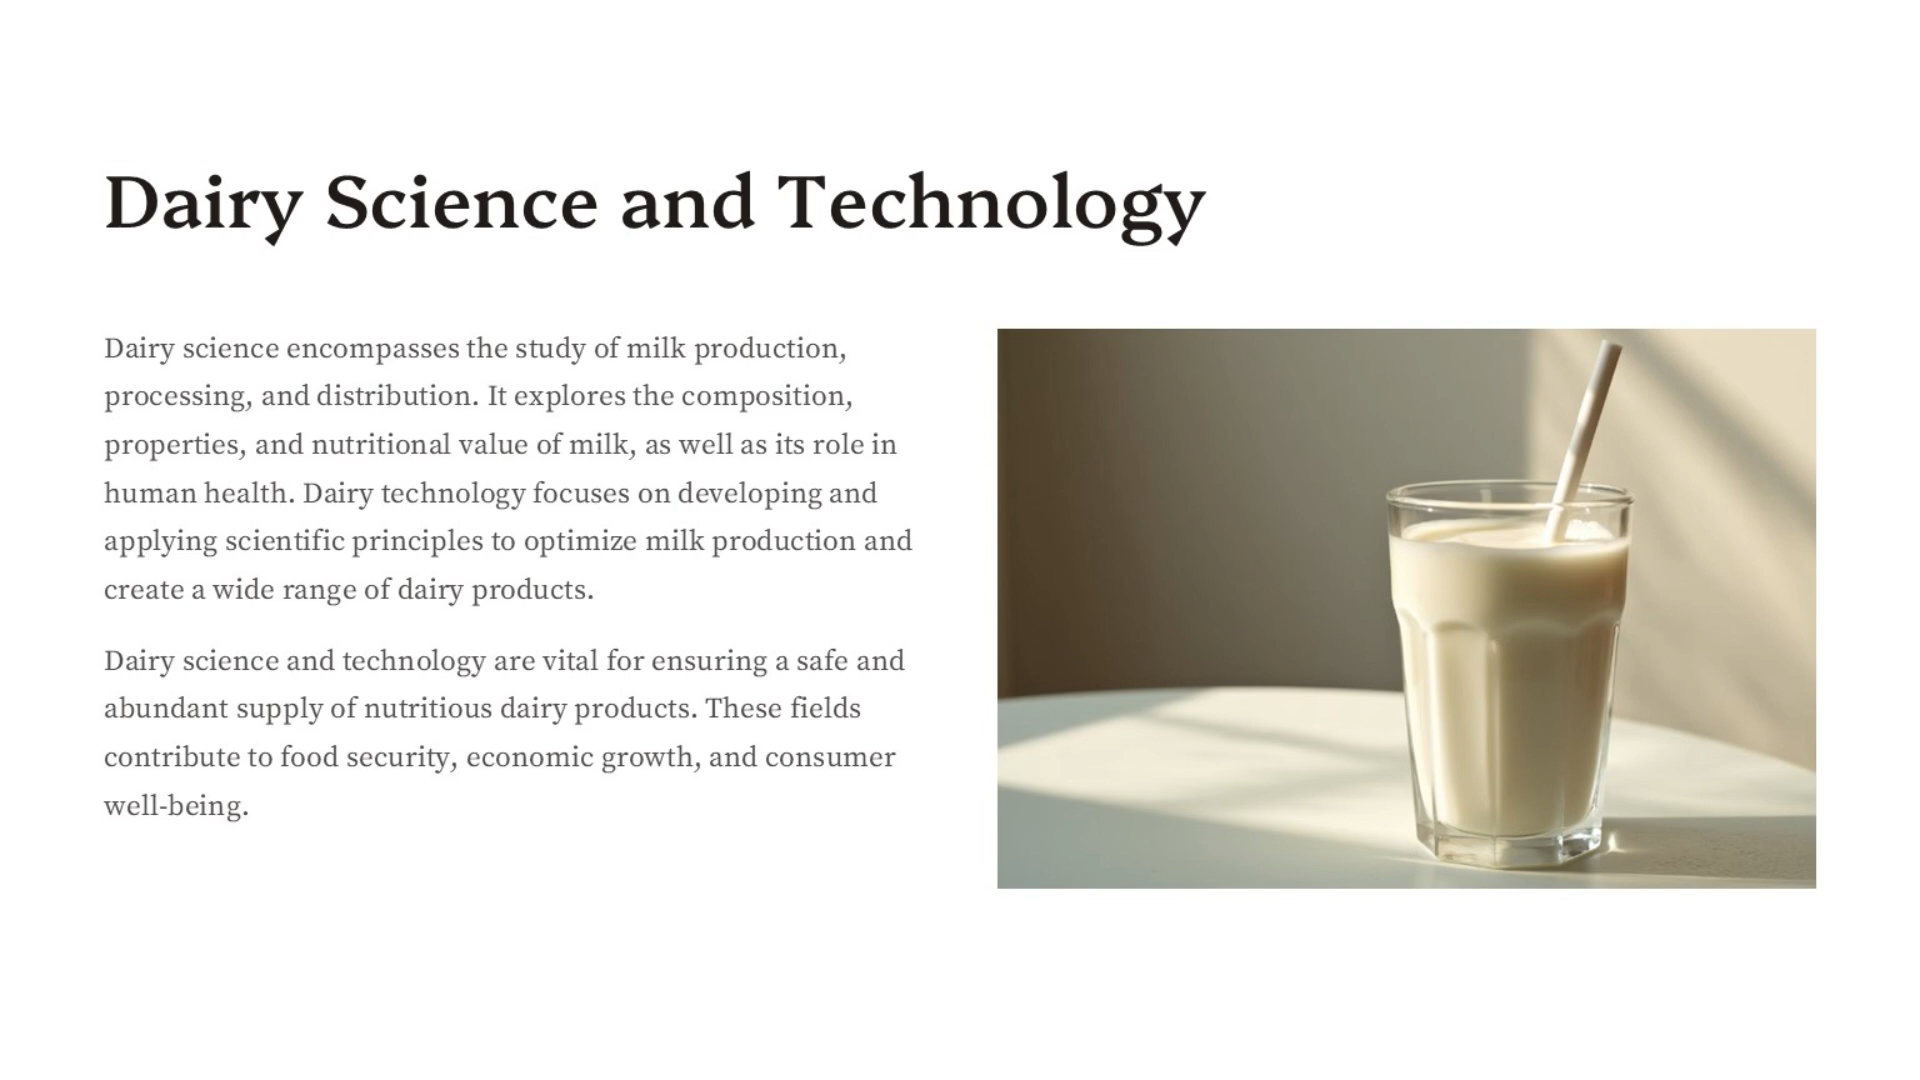 Dairy Science and Technology
Dairy science encompasses the study of milk production,
processing, and distribution. It explores the composition,
properties, and nutritional value of milk, as well as its role in
human health. Dairy technology focuses on developing and
applying scientific principles to optimize milk production and
create a wide range of dairy products.
Dairy science and technology are vital for ensuring a safe and
abundant supply of nutritious dairy products. These fields
contribute to food security, economic growth, and consumer
well-being.